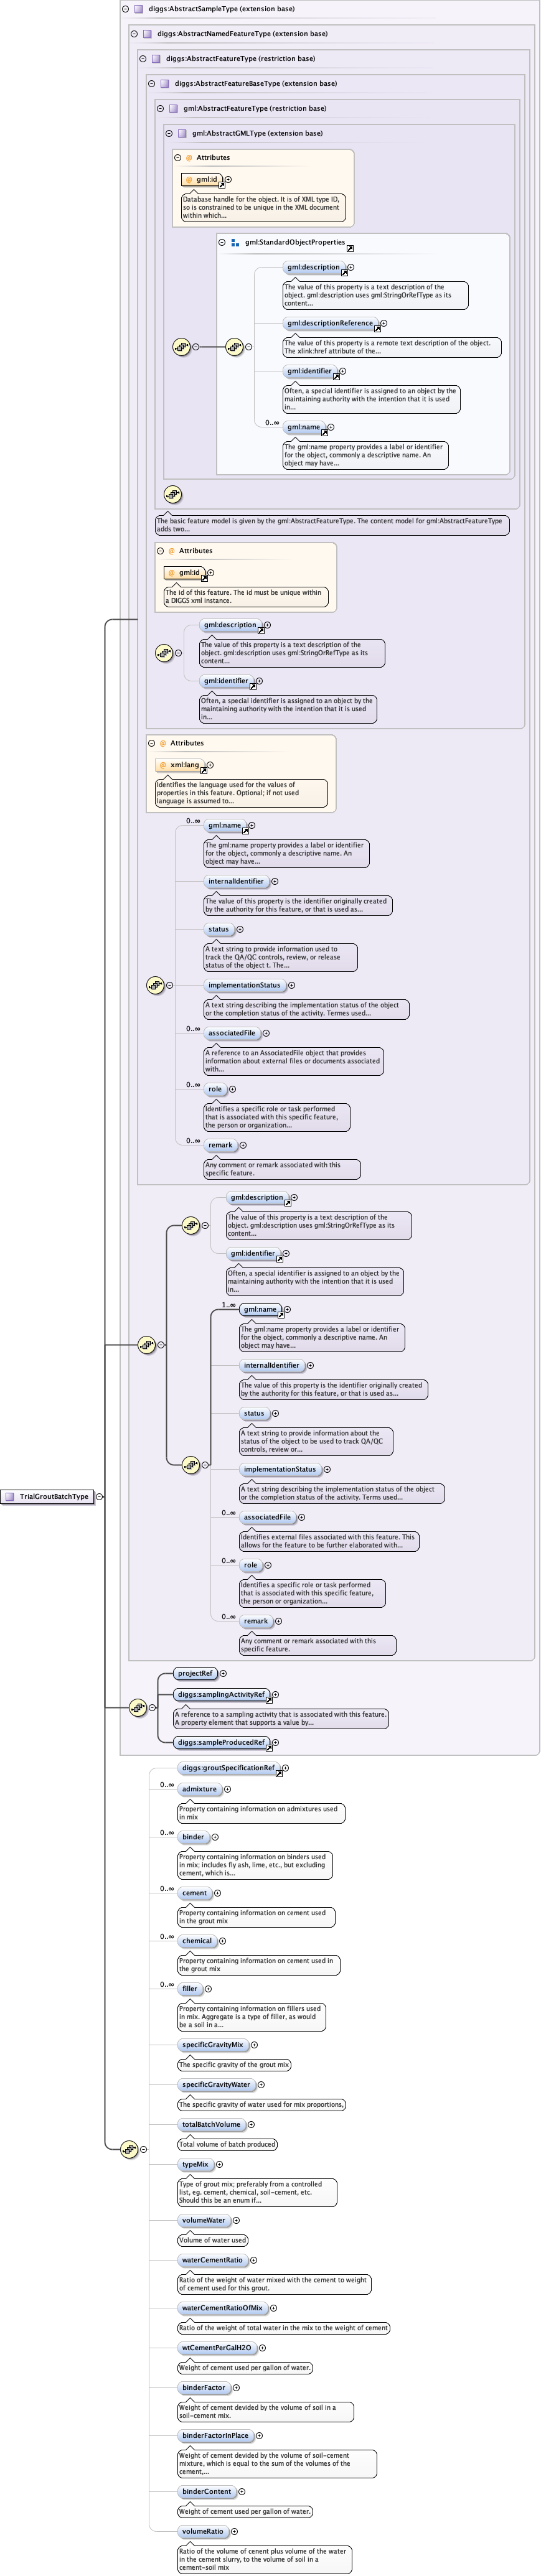 diggs:AbstractSampleType (extension base)
diggs:AbstractNamedFeatureType (extension base)
diggs:AbstractFeatureType (restriction base)
diggs:AbstractFeatureBaseType (extension base)
gml:AbstractFeatureType (restriction base)
gml:AbstractGMLType (extension base)
@ Attributes
gml:id
Database handle for the object. It is of XML type ID,
so is constrained to be unique in the XML document
within which...
gml:StandardObjectProperties
gml:description
The value of this property is a text description of the
object. gml:description uses gml:StringOrRefType as its
content...
gml:descriptionReference
The value of this property is a remote text description of the object.
The xlink:href attribute of the...
gml:identifier
Often, a special identifier is assigned to an object by the
maintaining authority with the intention that it is used
in...
0..∞
gml:name
The gml:name property provides a label or identifier
for the object, commonly a descriptive name. An
object may have...
The basic feature model is given by the gml:AbstractFeatureType. The content model for gml:AbstractFeatureType
adds two...
@ Attributes
gml:id
The id of this feature. The id must be unique within
a DIGGS xml instance.
gml:description
The value of this property is a text description of the
object. gml:description uses gml:StringOrRefType as its
content...
gml:identifier
Often, a special identifier is assigned to an object by the
maintaining authority with the intention that it is used
in...
@ Attributes
xml:lang
Identifies the language used for the values of
properties in this feature. Optional; if not used
language is assumed to...
0..∞
gml:name
The gml:name property provides a label or identifier
for the object, commonly a descriptive name. An
object may have...
internalIdentifier
The value of this property is the identifier originally created
by the authority for this feature, or that is used as...
status
A text string to provide information used to
track the QA/QC controls, review, or release
status of the object t. The...
implementationStatus
A text string describing the implementation status of the object
or the completion status of the activity. Termes used...
0..∞
associatedFile
A reference to an AssociatedFile object that provides
information about external files or documents associated
with...
0..∞
role
Identifies a specific role or task performed
that is associated with this specific feature,
the person or organization...
0..∞
remark
Any comment or remark associated with this
specific feature.
gml:description
The value of this property is a text description of the
object. gml:description uses gml:StringOrRefType as its
content...
gml:identifier
Often, a special identifier is assigned to an object by the
maintaining authority with the intention that it is used
in...
1..∞
gml:name
The gml:name property provides a label or identifier
for the object, commonly a descriptive name. An
object may have...
internalIdentifier
The value of this property is the identifier originally created
by the authority for this feature, or that is used as...
status
A text string to provide information about the
status of the object to be used to track QA/QC
controls, review or...
implementationStatus
A text string describing the implementation status of the object
or the completion status of the activity. Terms used...
0..∞
associatedFile
Identifies external files associated with this feature. This
allows for the feature to be further elaborated with...
0..∞
role
Identifies a specific role or task performed
that is associated with this specific feature,
the person or organization...
0..∞
remark
Any comment or remark associated with this
specific feature.
TrialGroutBatchType
projectRef
diggs:samplingActivityRef
A reference to a sampling activity that is associated with this feature.
A property element that supports a value by...
diggs:sampleProducedRef
diggs:groutSpecificationRef
0..∞
admixture
Property containing information on admixtures used
in mix
0..∞
binder
Property containing information on binders used
in mix; includes fly ash, lime, etc., but excluding
cement, which is...
0..∞
cement
Property containing information on cement used
in the grout mix
0..∞
chemical
Property containing information on cement used in
the grout mix
0..∞
filler
Property containing information on fillers used
in mix. Aggregate is a type of filler, as would
be a soil in a...
specificGravityMix
The specific gravity of the grout mix
specificGravityWater
The specific gravity of water used for mix proportions,
totalBatchVolume
Total volume of batch produced
typeMix
Type of grout mix; preferably from a controlled
list, eg. cement, chemical, soil-cement, etc.
Should this be an enum if...
volumeWater
Volume of water used
waterCementRatio
Ratio of the weight of water mixed with the cement to weight
of cement used for this grout.
waterCementRatioOfMix
Ratio of the weight of total water in the mix to the weight of cement
wtCementPerGalH2O
Weight of cement used per gallon of water.
binderFactor
Weight of cement devided by the volume of soil in a
soil-cement mix.
binderFactorInPlace
Weight of cement devided by the volume of soil-cement
mixture, which is equal to the sum of the volumes of the
cement,...
binderContent
Weight of cement used per gallon of water.
volumeRatio
Ratio of the volume of cenent plus volume of the water
in the cement slurry, to the volume of soil in a
cement-soil mix